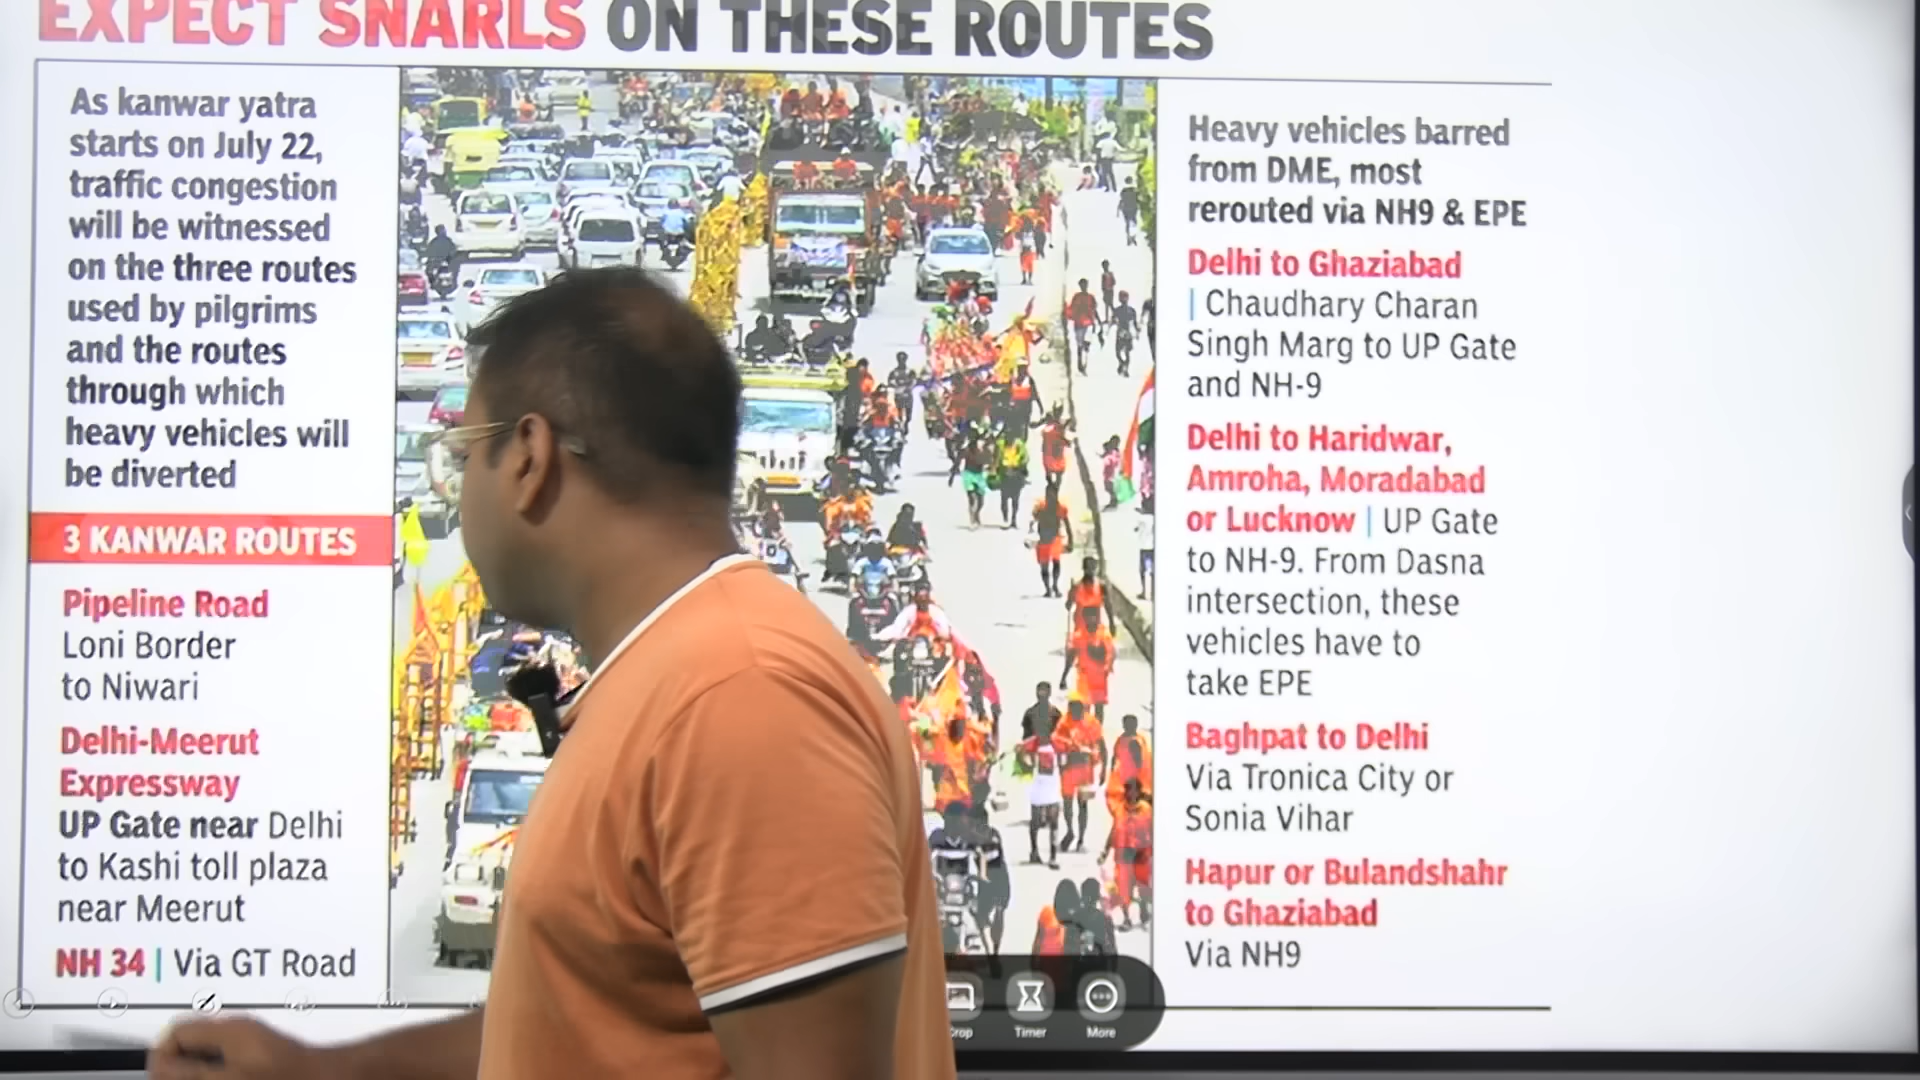 EXPECT SNARLS ON THESE ROUTES
As kanwar yatra
starts on July 22,
traffic congestion
will be witnessed
on the three routes
used by pilgrims
and the routes
through which
heavy vehicles will
be diverted
3 KANWAR ROUTES
Pipeline Road
Loni Border
to Niwari
Delhi-Meerut
Expressway
UP Gate near Delhi
to Kashi toll plaza
near Meerut
NH 34 | Via GT Road
Heavy vehicles barred
from DME, most
rerouted via NH9 & EPE
Delhi to Ghaziabad
| Chaudhary Charan
Singh Marg to UP Gate
and NH-9
Delhi to Haridwar,
Amroha, Moradabad
or Lucknow | UP Gate
to NH-9. From Dasna
intersection, these
vehicles have to
take EPE
Baghpat to Delhi
Via Tronica City or
Sonia Vihar
Hapur or Bulandshahr
to Ghaziabad
Via NH9
Timer
More